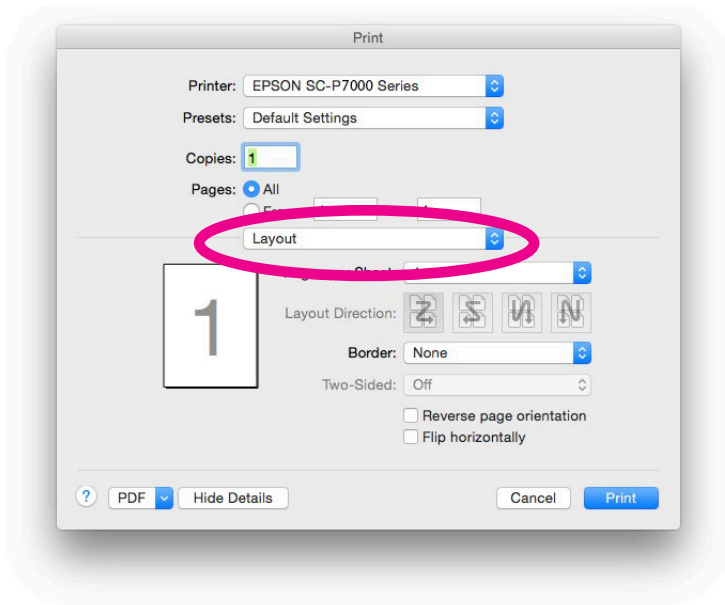 Print
Printer: EPSON SC-P7000 Series
Presets: Default Settings
Copies: 1
Pages: All
Layout
1
Layout Direction:
Border: None
Two-Sided: Off
Reverse page orientation
Flip horizontally
? PDF Hide Details Cancel Print